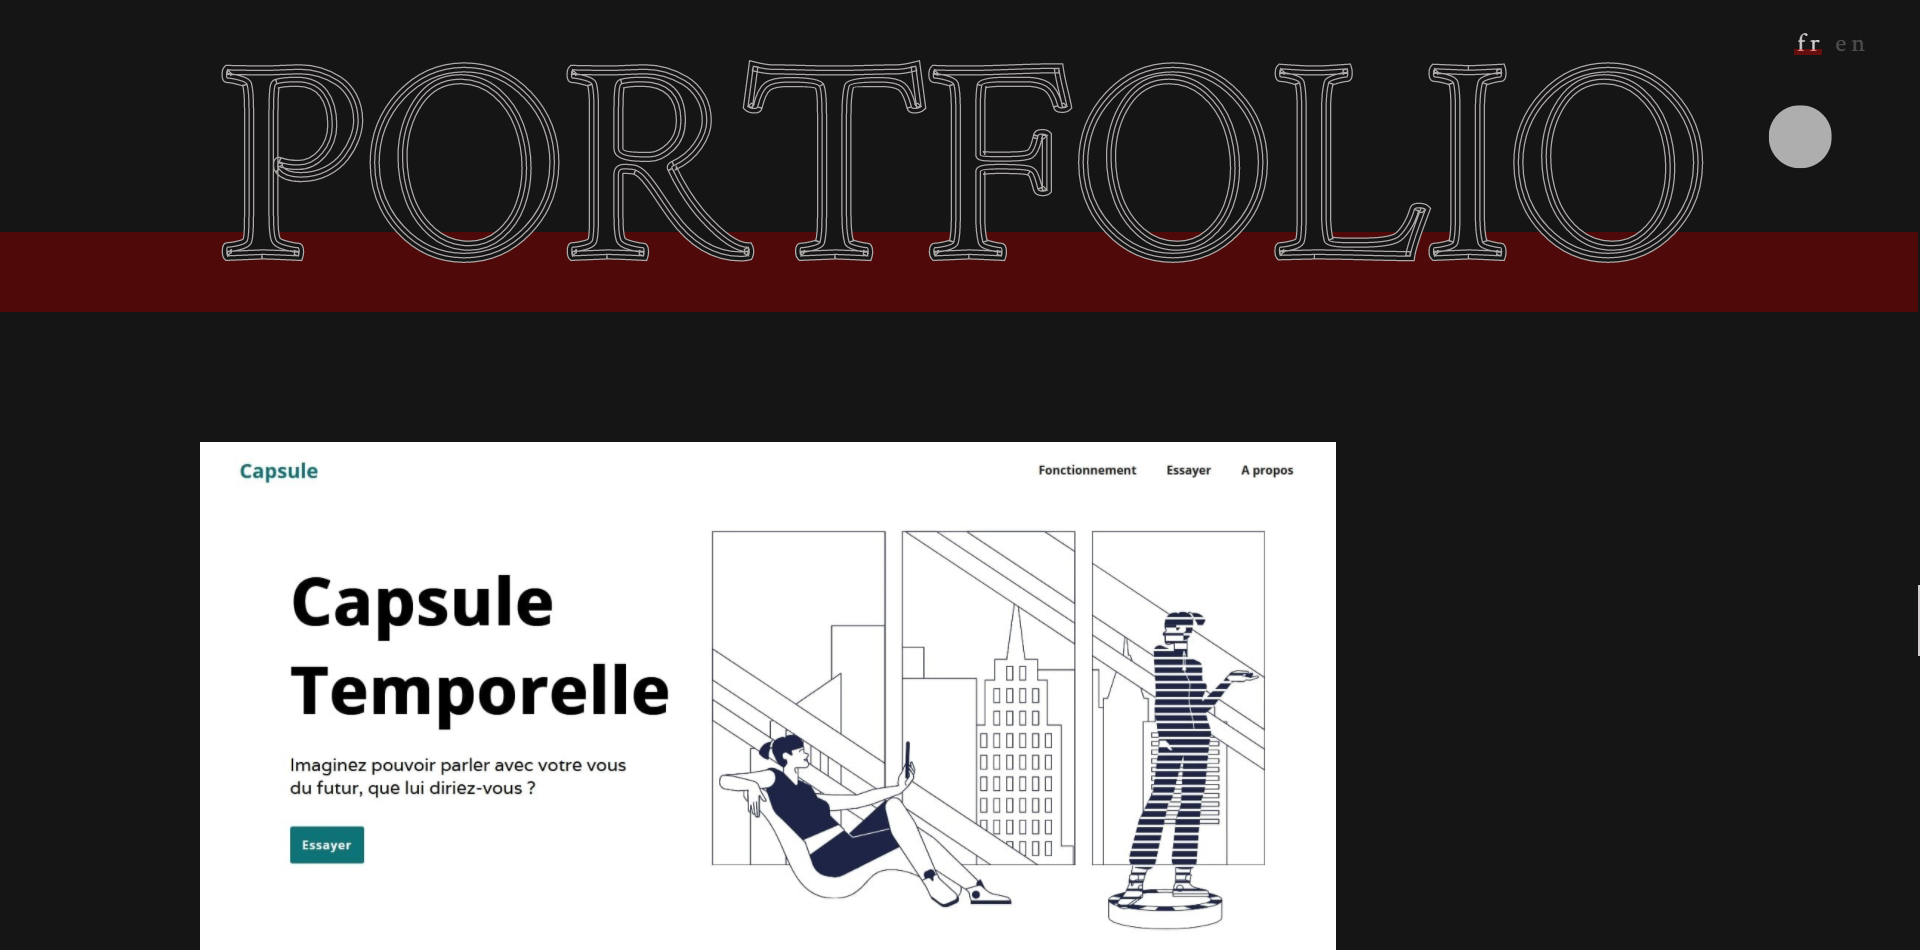 fr en
PORTFOLIO
Capsule
Fonctionnement Essayer A propos
Capsule
Temporelle
Imaginez pouvoir parler avec votre vous
du futur, que lui diriez-vous ?
Essayer